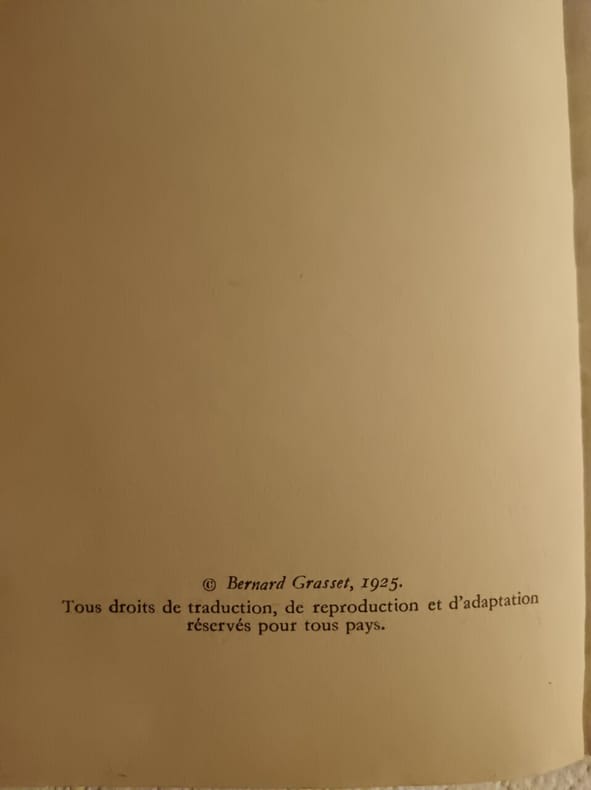 © Bernard Grasset, 1925.
Tous droits de traduction, de reproduction et d'adaptation
réservés pour tous pays.